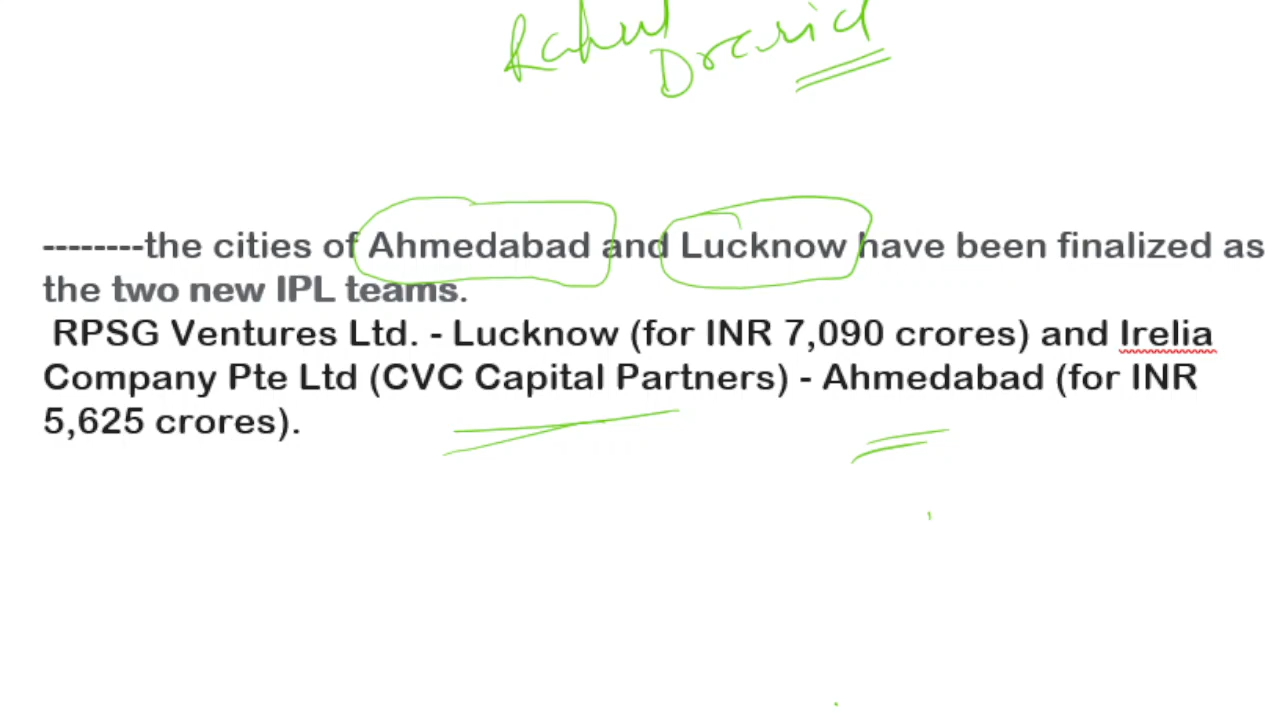 Rahul
Dravid
--------the cities of Ahmedabad and Lucknow have been finalized as
the two new IPL teams.
RPSG Ventures Ltd. - Lucknow (for INR 7,090 crores) and Irelia
Company Pte Ltd (CVC Capital Partners) - Ahmedabad (for INR
5,625 crores).